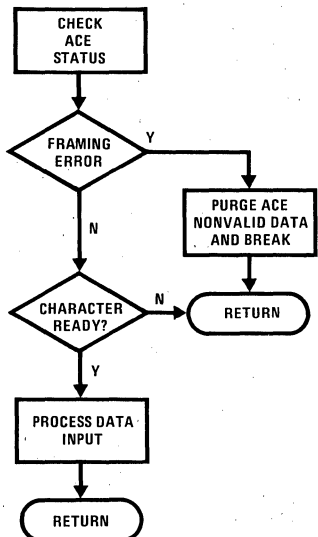 CHECK
ACE
STATUS
FRAMING
ERROR
Y
N
PURGE ACE
NONVALID DATA
AND BREAK
CHARACTER
READY?
N
RETURN
Y
PROCESS DATA
INPUT
RETURN